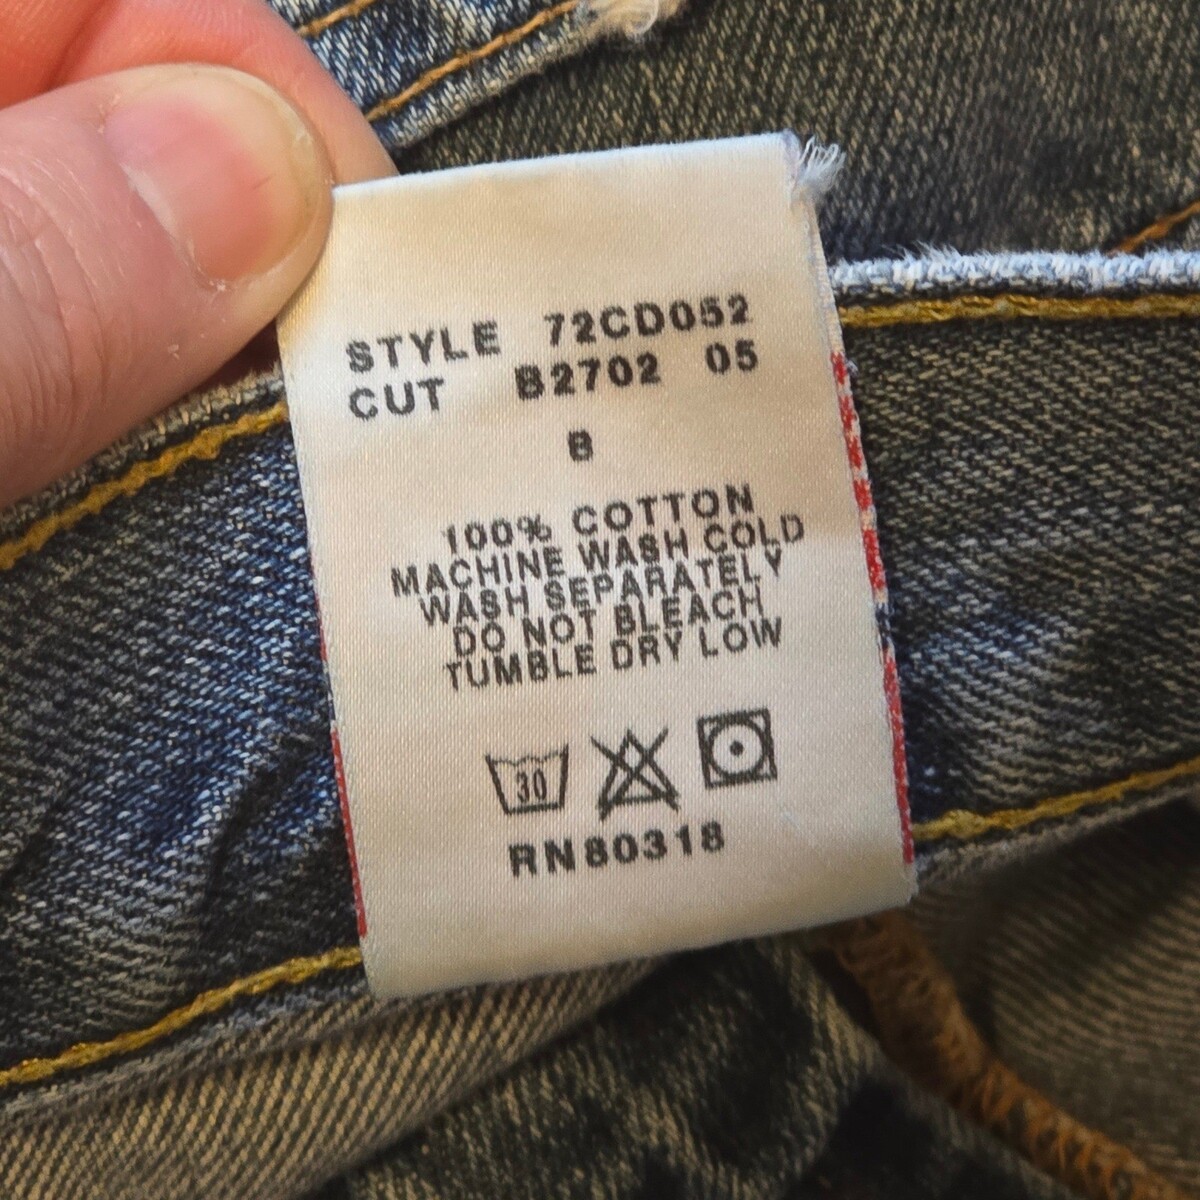 STYLE 72CD052
CUT B2702 05
B
100% COTTON
MACHINE WASH COLD
WASH SEPARATELY
DO NOT BLEACH
TUMBLE DRY LOW
30
RN80318